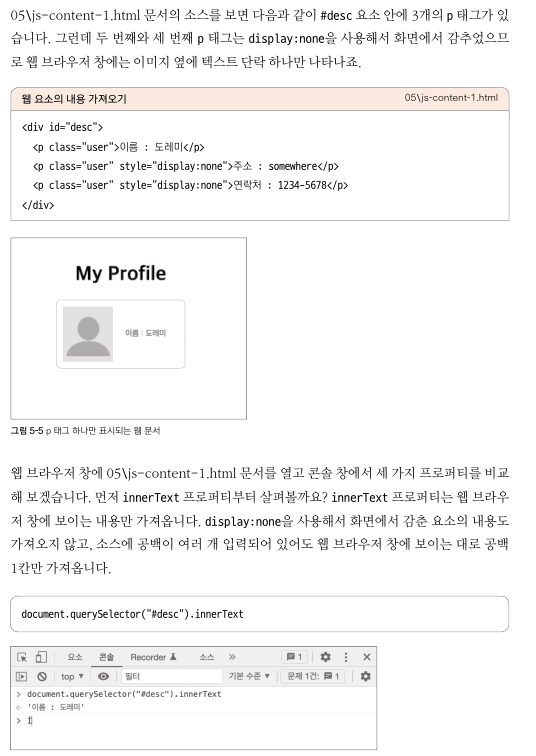 05\js-content-1.html 문서의 소스를 보면 다음과 같이 #desc 요소 안에 3개의 p 태그가 있
습니다. 그런데 두 번째와 세 번째 p 태그는 display:none을 사용해서 화면에서 감추었으므
로 웹 브라우저 창에는 이미지 옆에 텍스트 단락 하나만 나타나죠.
웹 요소의 내용 가져오기 05\js-content-1.html
<div id="desc">
<p class="user">이름 : 도레미</p>
<p class="user" style="display:none">주소 : somewhere</p>
<p class="user" style="display:none">연락처 : 1234-5678</p>
</div>
My Profile
이름 : 도레미
그림 5-5 p 태그 하나만 표시되는 웹 문서
웹 브라우저 창에 05\js-content-1.html 문서를 열고 콘솔 창에서 세 가지 프로퍼티를 비교
해 보겠습니다. 먼저 innerText 프로퍼티부터 살펴볼까요? innerText 프로퍼티는 웹 브라우
저 창에 보이는 내용만 가져옵니다. display:none을 사용해서 화면에서 감춘 요소의 내용도
가져오지 않고, 소스에 공백이 여러 개 입력되어 있어도 웹 브라우저 창에 보이는 대로 공백
1칸만 가져옵니다.
document.querySelector("#desc").innerText
요소 콘솔 Recorder 소스 » 1
top ▼ 필터 기본 수준 ▼ 문제 1건: 1
> document.querySelector("#desc").innerText
'이름 : 도레미'
>